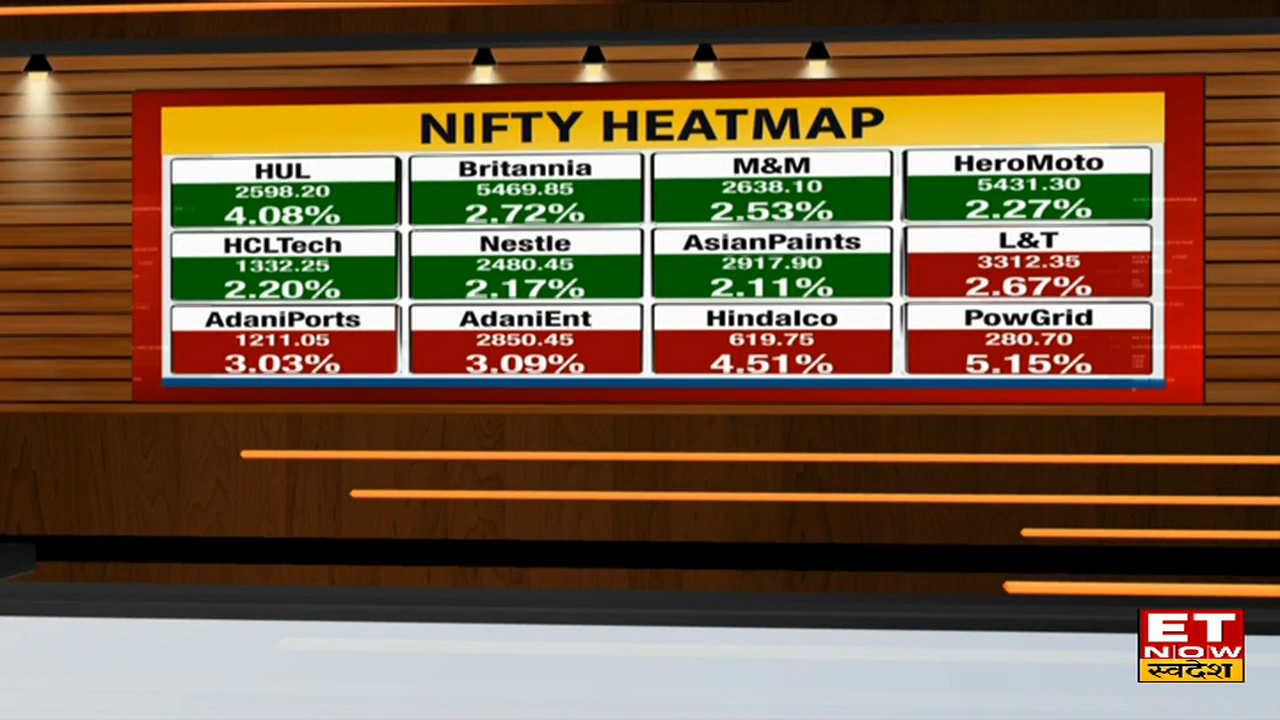 NIFTY HEATMAP
HUL
2598.20
4.08%
Britannia
5469.85
2.72%
M&M
2638.10
2.53%
HeroMoto
5431.30
2.27%
HCLTech
1332.25
2.20%
Nestle
2480.45
2.17%
AsianPaints
2917.90
2.11%
L&T
3312.35
2.67%
AdaniPorts
1211.05
3.03%
AdaniEnt
2850.45
3.09%
Hindalco
619.75
4.51%
PowGrid
280.70
5.15%
ET
NOW
स्वदेश